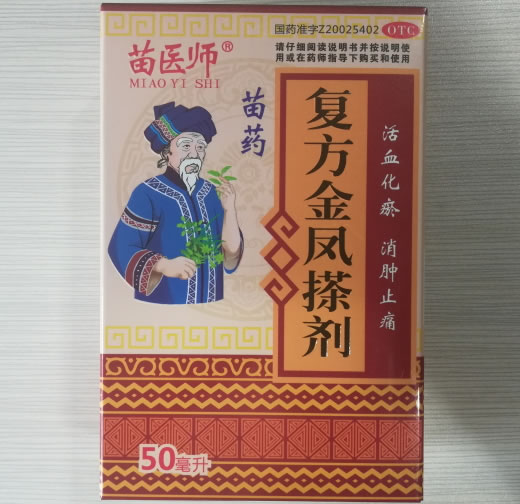 苗医师®
MIAO YI SHI
国药准字Z20025402 OTC
请仔细阅读说明书并按说明使
用或在药师指导下购买和使用
苗药
复方金凤搽剂
活血化瘀 消肿止痛
50毫升